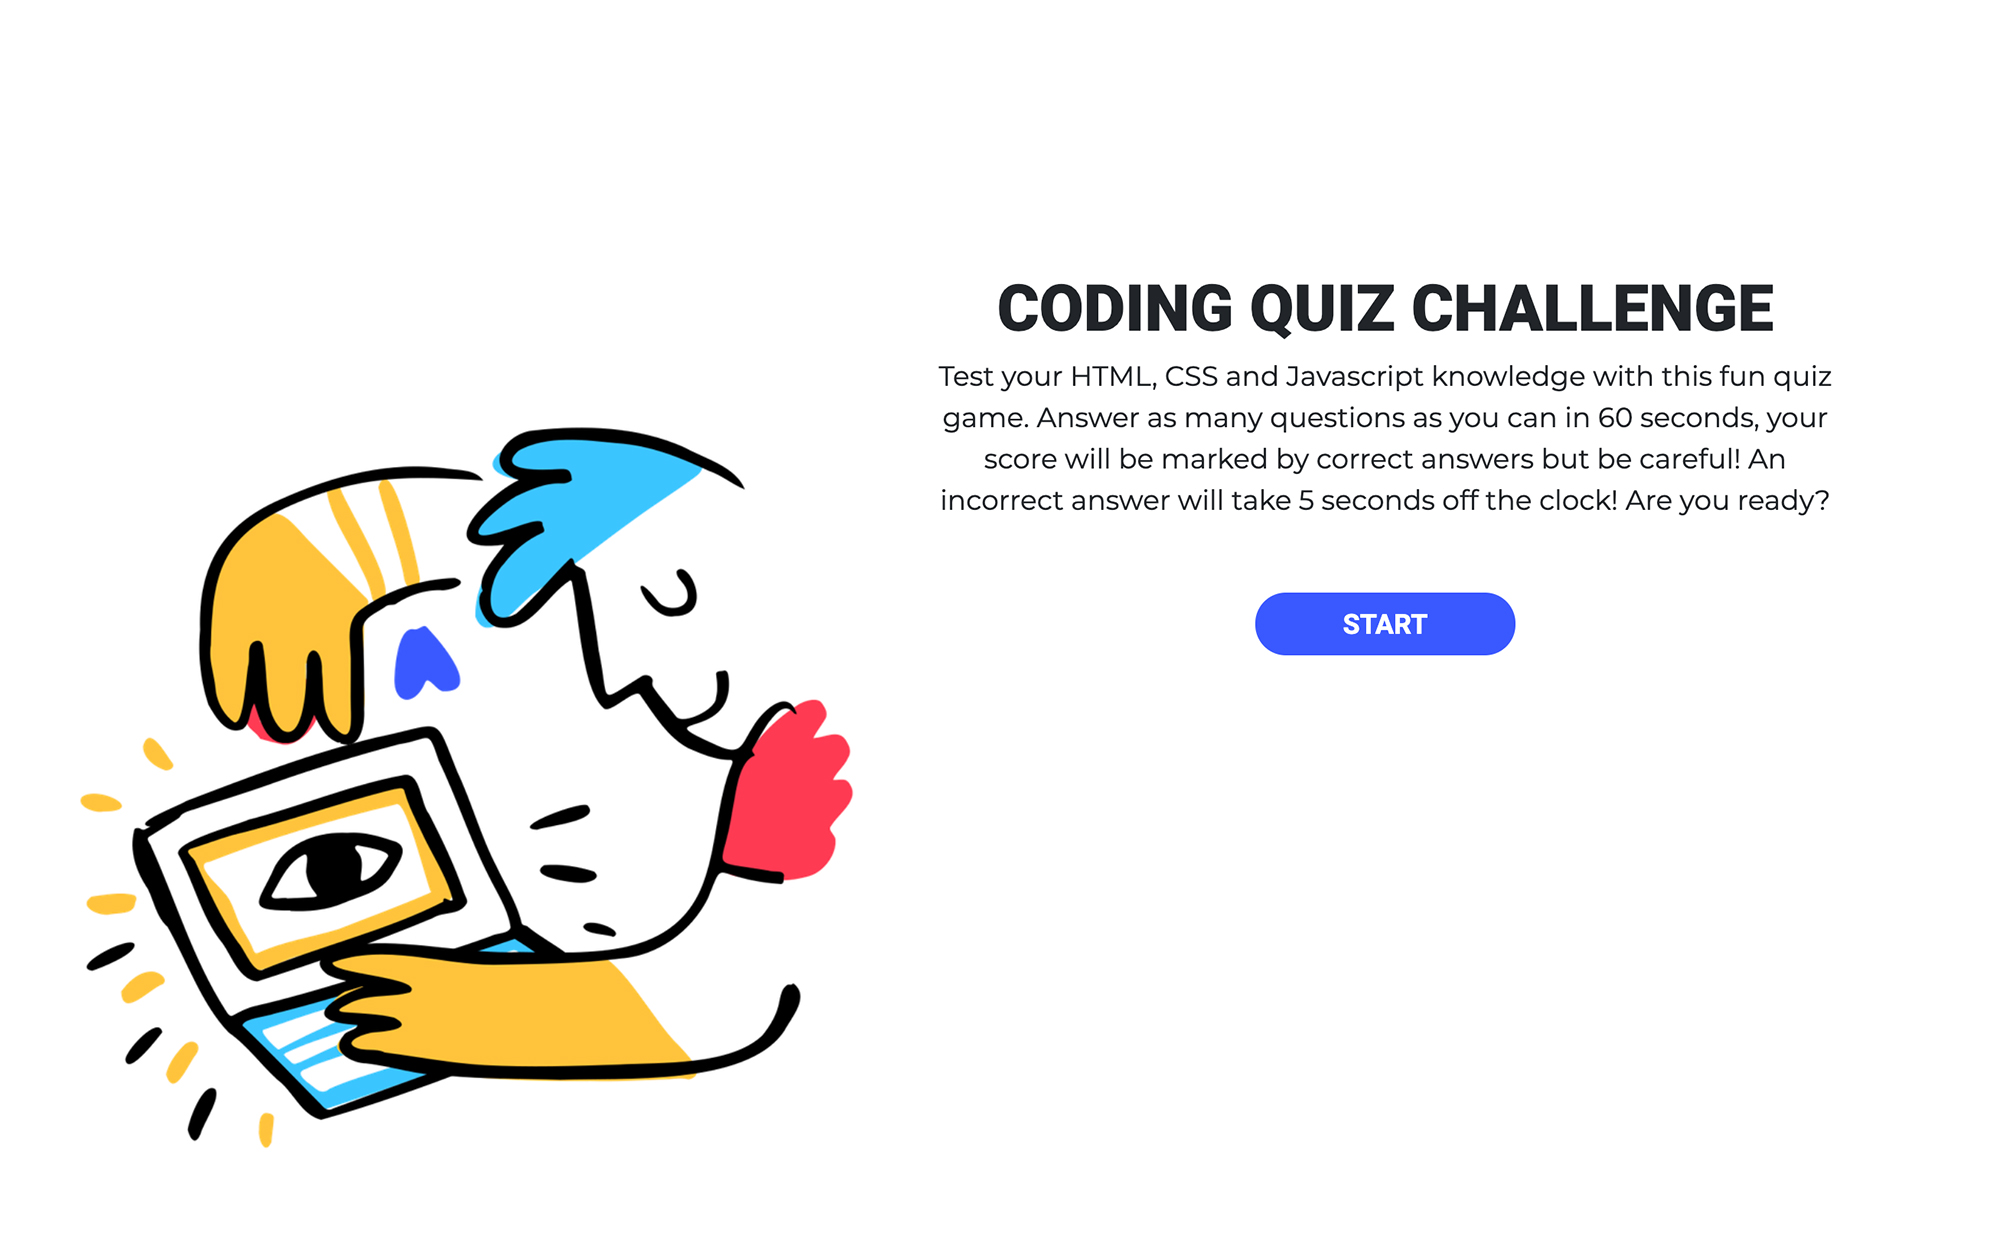 CODING QUIZ CHALLENGE
Test your HTML, CSS and Javascript knowledge with this fun quiz
game. Answer as many questions as you can in 60 seconds, your
score will be marked by correct answers but be careful! An
incorrect answer will take 5 seconds off the clock! Are you ready?
START